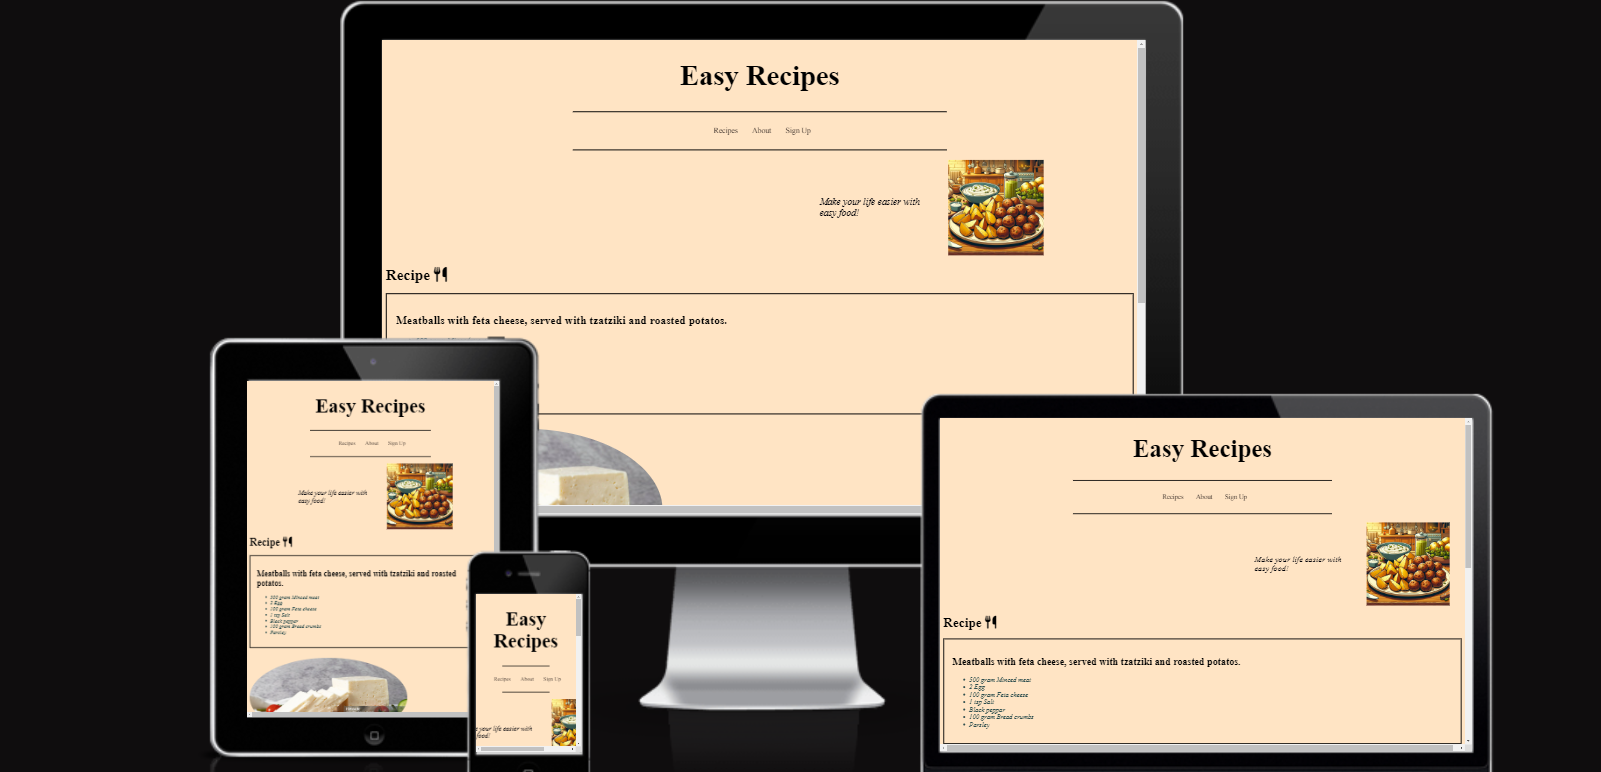 Easy Recipes
Recipes About Sign Up
Make your life easier with
easy food!
Recipe
Meatballs with feta cheese, served with tzatziki and roasted potatos.
Easy Recipes
Recipes About Sign Up
Make your life easier with
easy food!
Recipe
Meatballs with feta cheese, served with tzatziki and roasted
potatos.
500 gram Minced meat
2 Egg
100 gram Feta cheese
1 tsp Salt
Black pepper
100 gram Bread crumbs
Parsley
Easy
Recipes
Recipes About Sign Up
your life easier with
food!
Easy Recipes
Recipes About Sign Up
Make your life easier with
easy food!
Recipe
Meatballs with feta cheese, served with tzatziki and roasted potatos.
500 gram Minced meat
2 Egg
100 gram Feta cheese
1 tsp Salt
Black pepper
100 gram Bread crumbs
Parsley